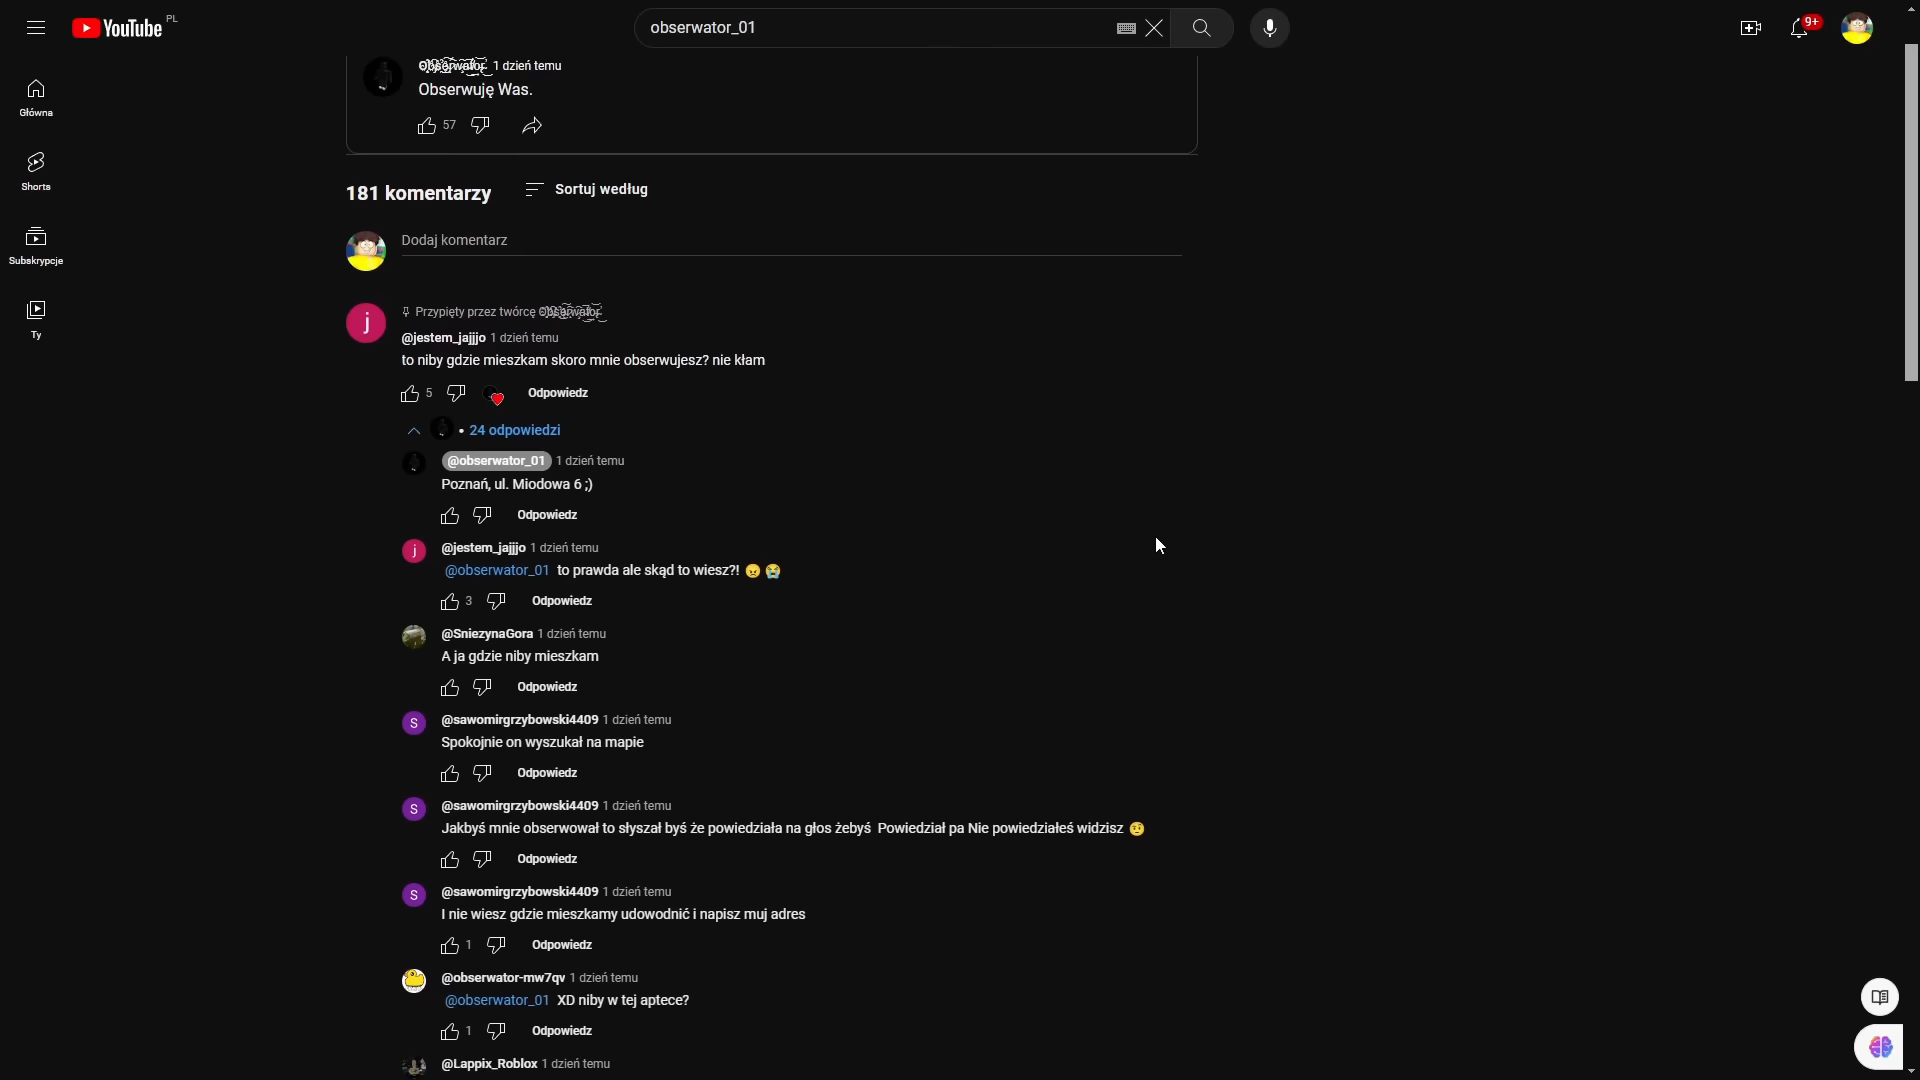 YouTube PL
obserwator_01
9+
Główna
Shorts
Subskrypcje
Ty
Obserwator 1 dzień temu
Obserwuję Was.
57
181 komentarzy
Sortuj według
Dodaj komentarz
Przypięty przez twórcę Obserwator
@jestem_jajjjo 1 dzień temu
to niby gdzie mieszkam skoro mnie obserwujesz? nie kłam
5 Odpowiedz
• 24 odpowiedzi
@obserwator_01 1 dzień temu
Poznań, ul. Miodowa 6 ;)
Odpowiedz
j @jestem_jajjjo 1 dzień temu
@obserwator_01 to prawda ale skąd to wiesz?! 😠😭
3 Odpowiedz
@SniezynaGora 1 dzień temu
A ja gdzie niby mieszkam
Odpowiedz
S @sawomirgrzybowski4409 1 dzień temu
Spokojnie on wyszukał na mapie
Odpowiedz
S @sawomirgrzybowski4409 1 dzień temu
Jakbyś mnie obserwował to słyszał byś że powiedziała na głos żebyś Powiedział pa Nie powiedziałeś widzisz 🤨
Odpowiedz
S @sawomirgrzybowski4409 1 dzień temu
I nie wiesz gdzie mieszkamy udowodnić i napisz muj adres
1 Odpowiedz
@obserwator-mw7qv 1 dzień temu
@obserwator_01 XD niby w tej aptece?
1 Odpowiedz
@Lappix_Roblox 1 dzień temu